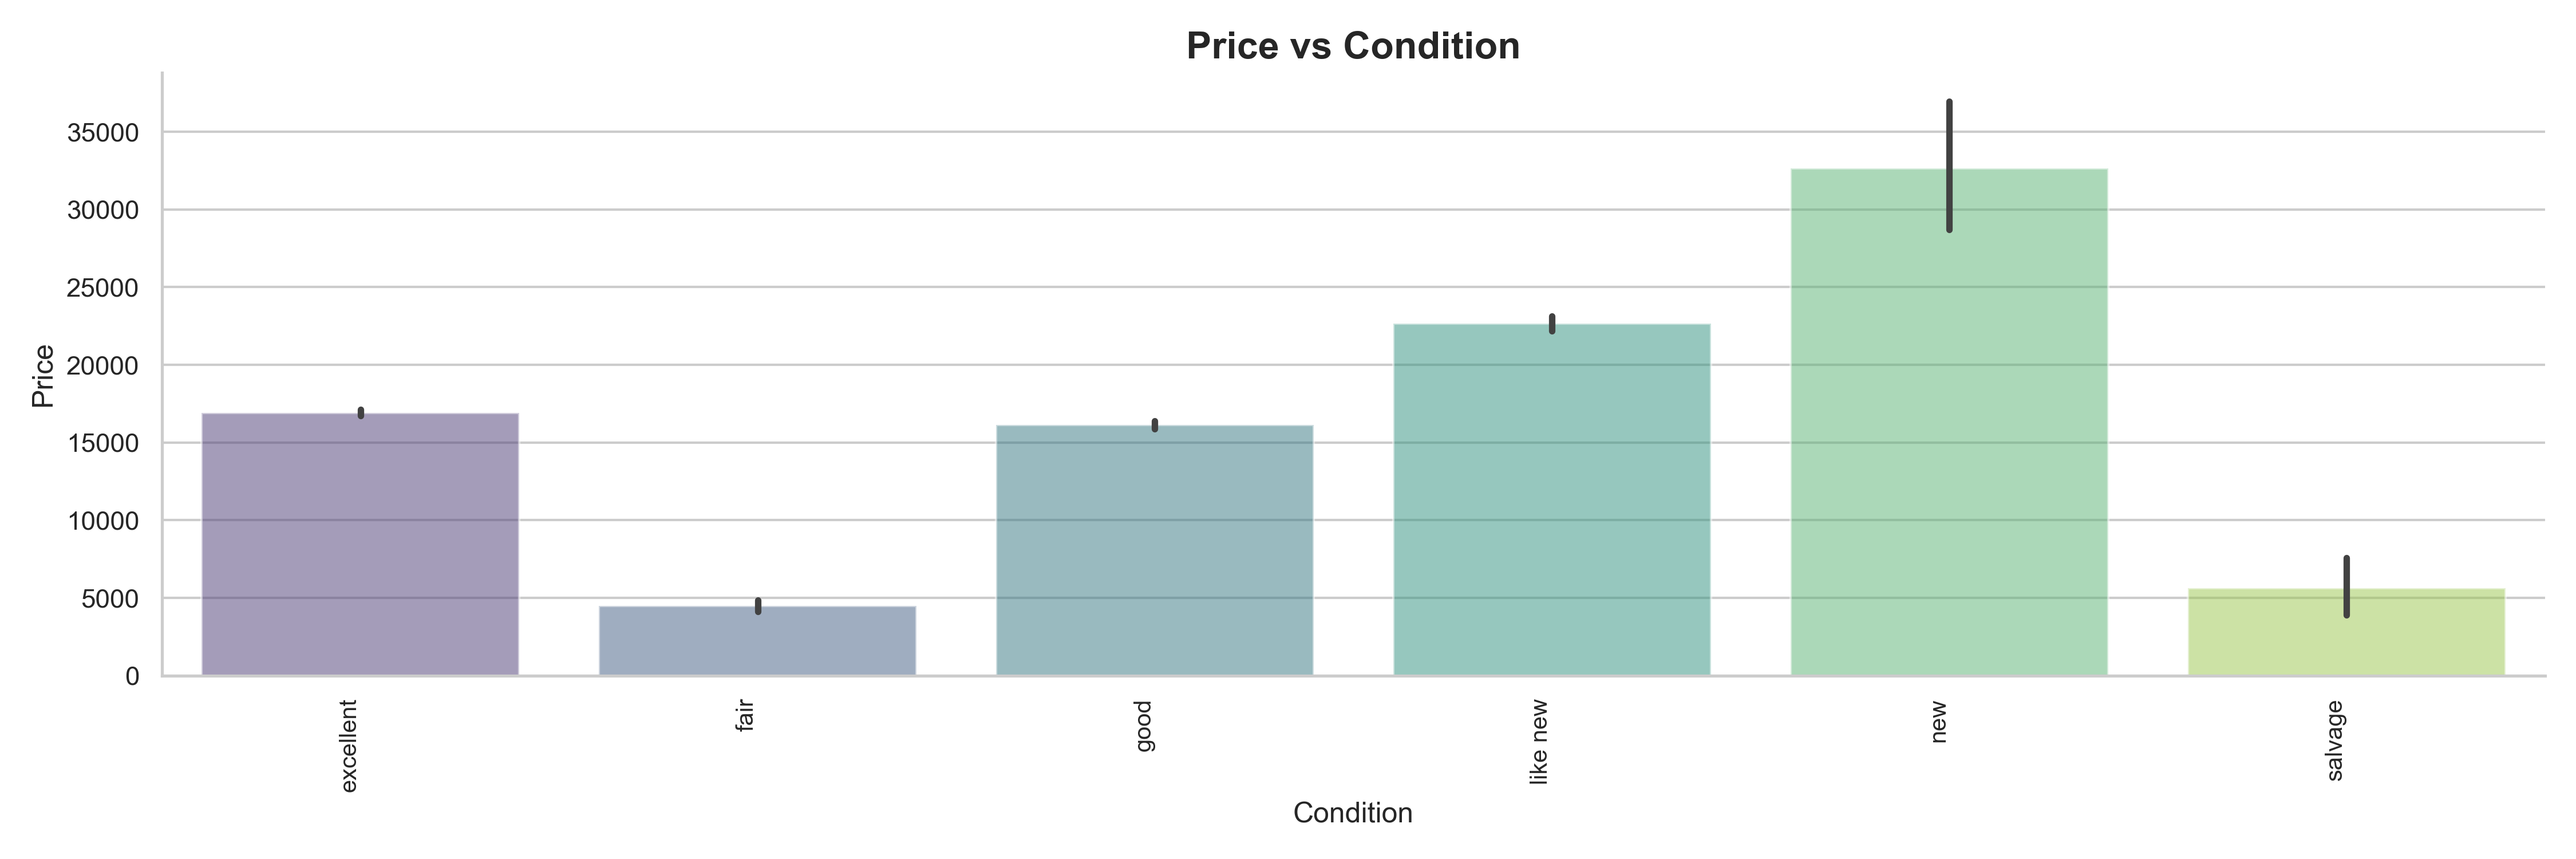 Price vs Condition
Price
35000
30000
25000
20000
15000
10000
5000
0
excellent
fair
good
like new
new
salvage
Condition